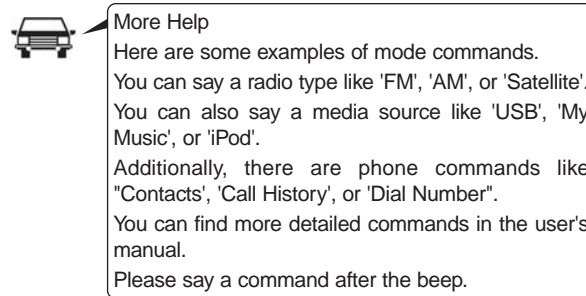 More Help
Here are some examples of mode commands.
You can say a radio type like 'FM', 'AM', or 'Satellite'.
You can also say a media source like 'USB', 'My
Music', or 'iPod'.
Additionally, there are phone commands like
"Contacts', 'Call History', or 'Dial Number".
You can find more detailed commands in the user's
manual.
Please say a command after the beep.